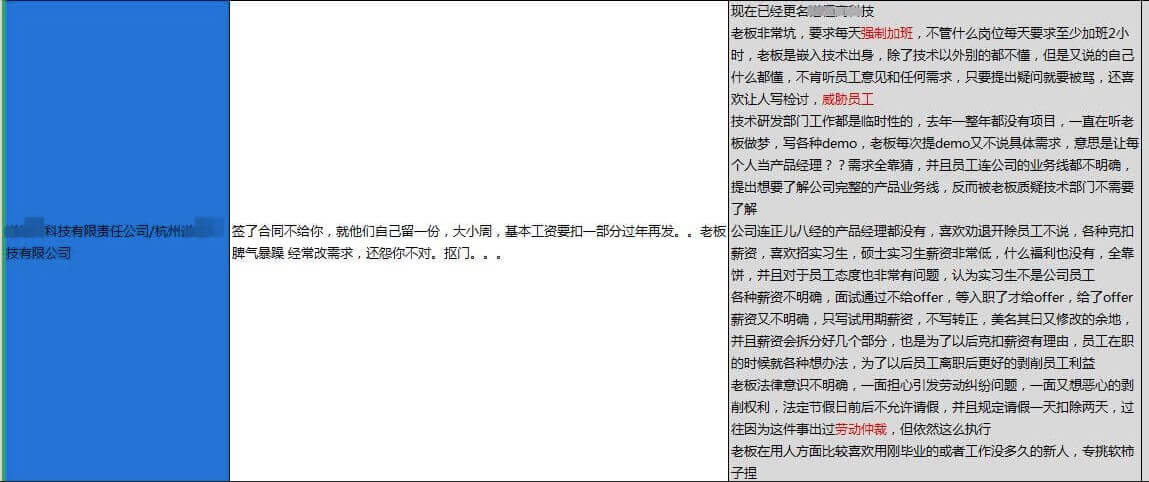 科技有限责任公司/杭州
技有限公司
签了合同不给你，就他们自己留一份，大小周，基本工资要扣一部分过年再发。。老板
脾气暴躁 经常改需求，还怨你不对。抠门。。。
现在已经更名科技
老板非常坑，要求每天强制加班，不管什么岗位每天要求至少加班2小
时，老板是嵌入技术出身，除了技术以外别的都不懂，但是又说的自己
什么都懂，不肯听员工意见和任何需求，只要提出疑问就要被骂，还喜
欢让人写检讨，威胁员工
技术研发部门工作都是临时性的，去年一整年都没有项目，一直在听老
板做梦，写各种demo，老板每次提demo又不说具体需求，意思是让每
个人当产品经理？？需求全靠猜，并且员工连公司的业务线都不明确，
提出想要了解公司完整的产品业务线，反而被老板质疑技术部门不需要
了解
公司连正儿八经的产品经理都没有，喜欢劝退开除员工不说，各种克扣
薪资，喜欢招实习生，硕士实习生薪资非常低，什么福利也没有，全靠
饼，并且对于员工态度也非常有问题，认为实习生不是公司员工
各种薪资不明确，面试通过不给offer，等入职了才给offer，给了offer
薪资又不明确，只写试用期薪资，不写转正，美名其曰又修改的余地，
并且薪资会拆分好几个部分，也是为了以后克扣薪资有理由，员工在职
的时候就各种想办法，为了以后员工离职后更好的剥削员工利益
老板法律意识不明确，一面担心引发劳动纠纷问题，一面又想恶心的剥
削权利，法定节假日前后不允许请假，并且规定请假一天扣除两天，过
往因为这件事出过劳动仲裁，但依然这么执行
老板在用人方面比较喜欢用刚毕业的或者工作没多久的新人，专挑软柿
子捏